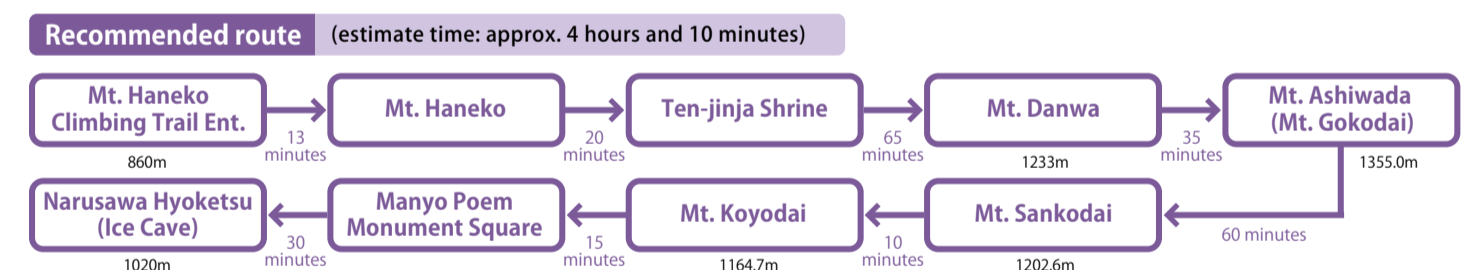 Recommended route (estimate time: approx. 4 hours and 10 minutes)
Mt. Haneko
Climbing Trail Ent.
860m
13
minutes
Mt. Haneko
20
minutes
Ten-jinja Shrine
65
minutes
Mt. Danwa
1233m
35
minutes
Mt. Ashiwada
(Mt. Gokodai)
1355.0m
60 minutes
Mt. Sankodai
1202.6m
10
minutes
Mt. Koyodai
1164.7m
15
minutes
Manyo Poem
Monument Square
30
minutes
Narusawa Hyoketsu
(Ice Cave)
1020m